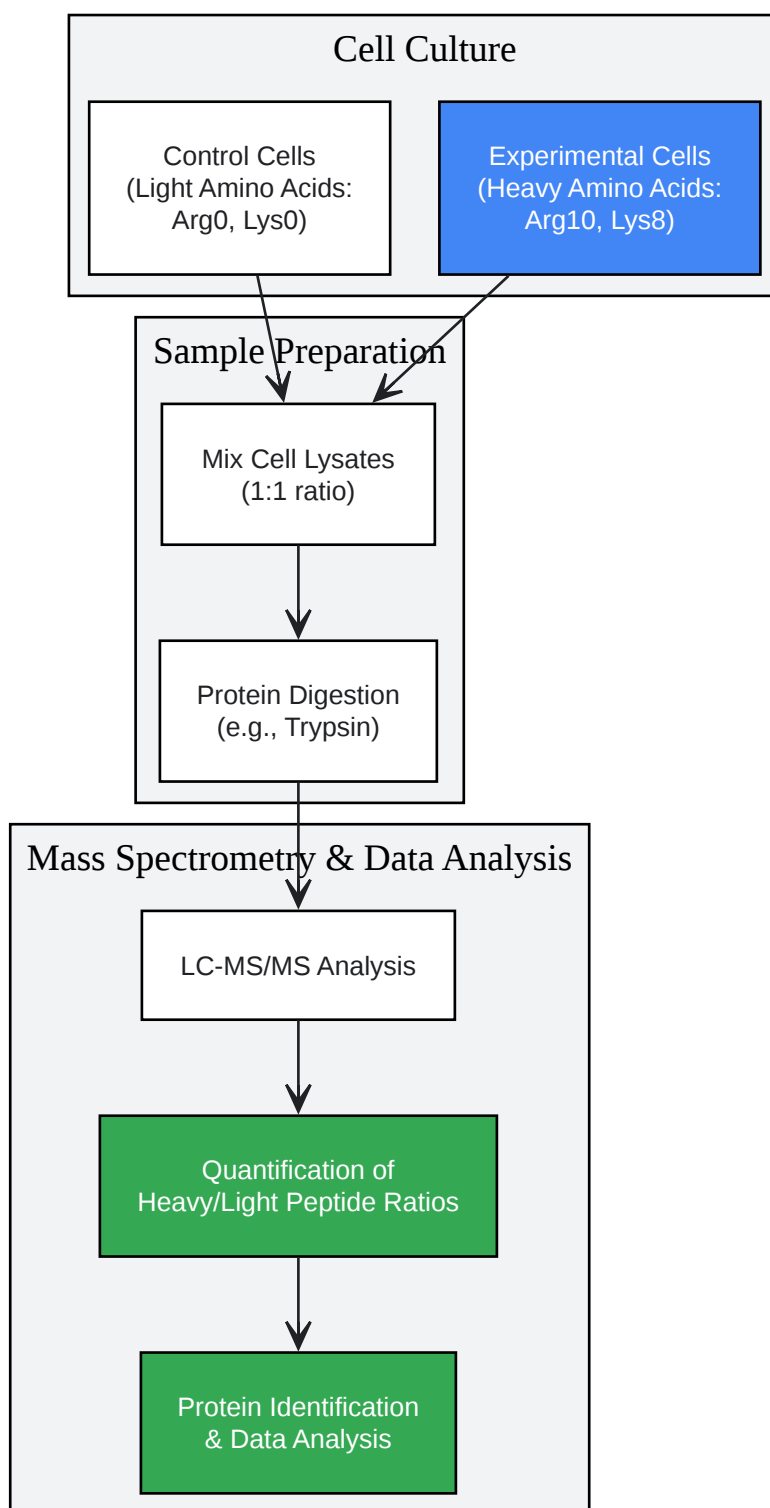 Cell Culture
Control Cells
(Light Amino Acids:
Arg0, Lys0)
Experimental Cells
(Heavy Amino Acids:
Arg10, Lys8)
Sample Preparation
Mix Cell Lysates
(1:1 ratio)
Protein Digestion
(e.g., Trypsin)
Mass Spectrometry & Data Analysis
LC-MS/MS Analysis
Quantification of
Heavy/Light Peptide Ratios
Protein Identification
& Data Analysis